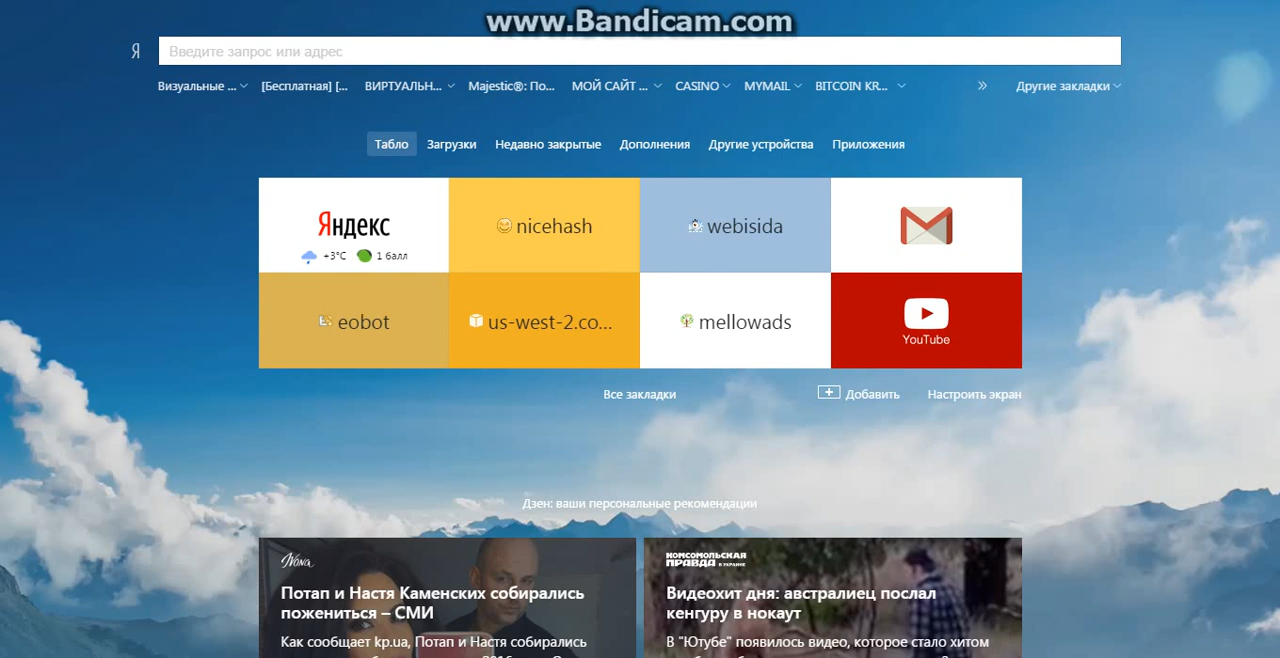 www.Bandicam.com
Я
Введите запрос или адрес
Визуальные ... [Бесплатная] [... ВИРТУАЛЬН... Majestic®: По... МОЙ САЙТ ... CASINO MYMAIL BITCOIN KR... » Другие закладки
Табло Загрузки Недавно закрытые Дополнения Другие устройства Приложения
Яндекс
+3°C 1 балл
nicehash
webisida
eobot
us-west-2.co...
mellowads
YouTube
Все закладки
Добавить
Настроить экран
Дзен: ваши персональные рекомендации
Nona
Потап и Настя Каменских собирались
пожениться – СМИ
Как сообщает kp.ua, Потап и Настя собирались
КОМСОМОЛЬСКАЯ
ПРАВДА В УКРАИНЕ
Видеохит дня: австралиец послал
кенгуру в нокаут
В "Ютубе" появилось видео, которое стало хитом